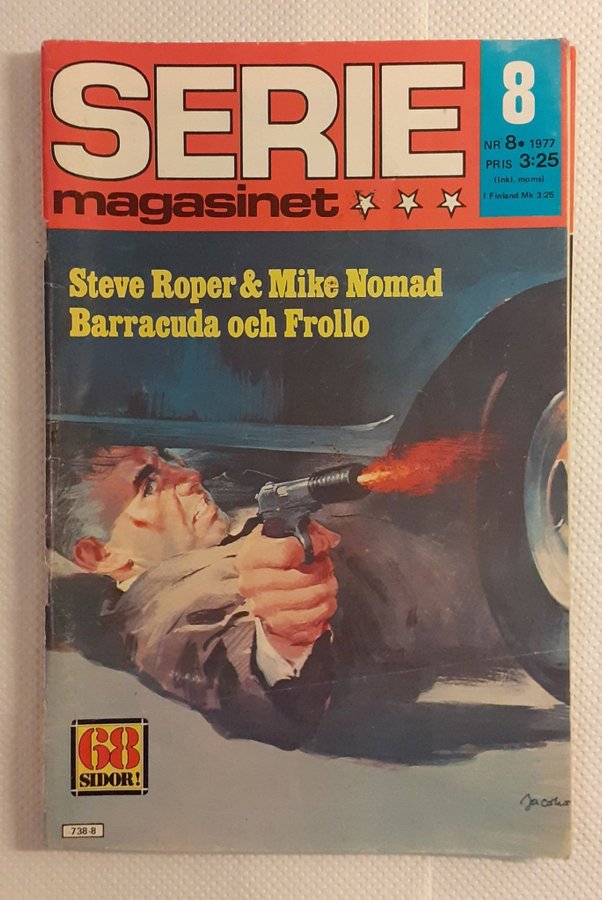 SERIE
magasinet
8
NR 8 • 1977
PRIS 3:25
(Inkl. moms)
I Finland Mk 3:25
Steve Roper & Mike Nomad
Barracuda och Frollo
68
SIDOR!
738-8